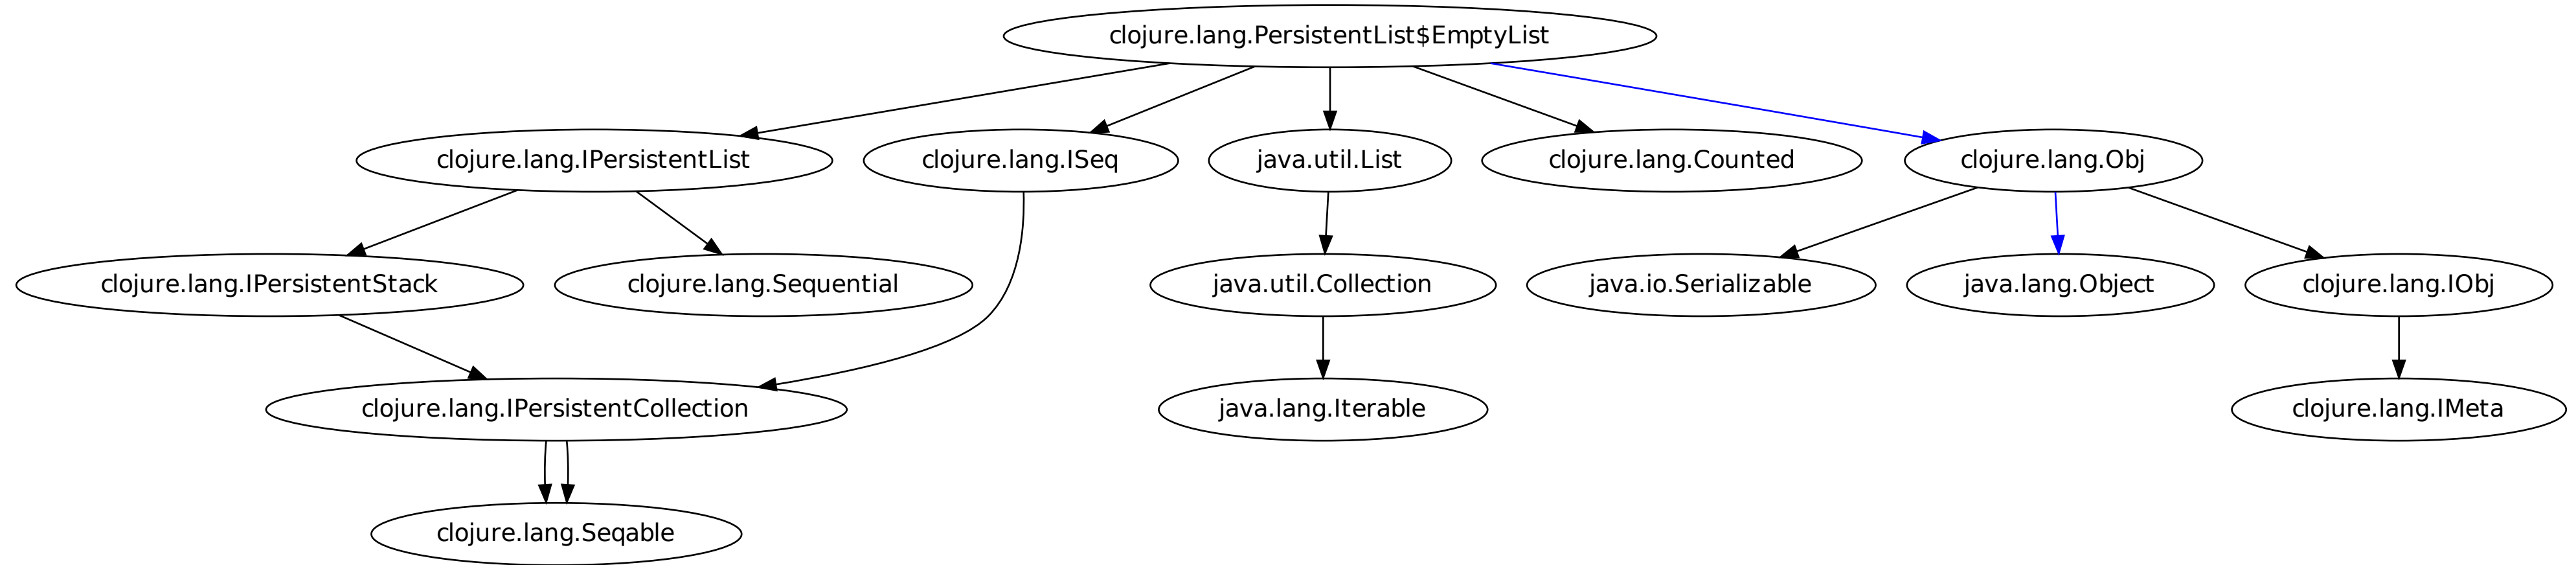 clojure.lang.PersistentList$EmptyList
clojure.lang.IPersistentList
clojure.lang.ISeq
java.util.List
clojure.lang.Counted
clojure.lang.Obj
clojure.lang.IPersistentStack
clojure.lang.Sequential
java.util.Collection
java.io.Serializable
java.lang.Object
clojure.lang.IObj
clojure.lang.IPersistentCollection
java.lang.Iterable
clojure.lang.IMeta
clojure.lang.Seqable